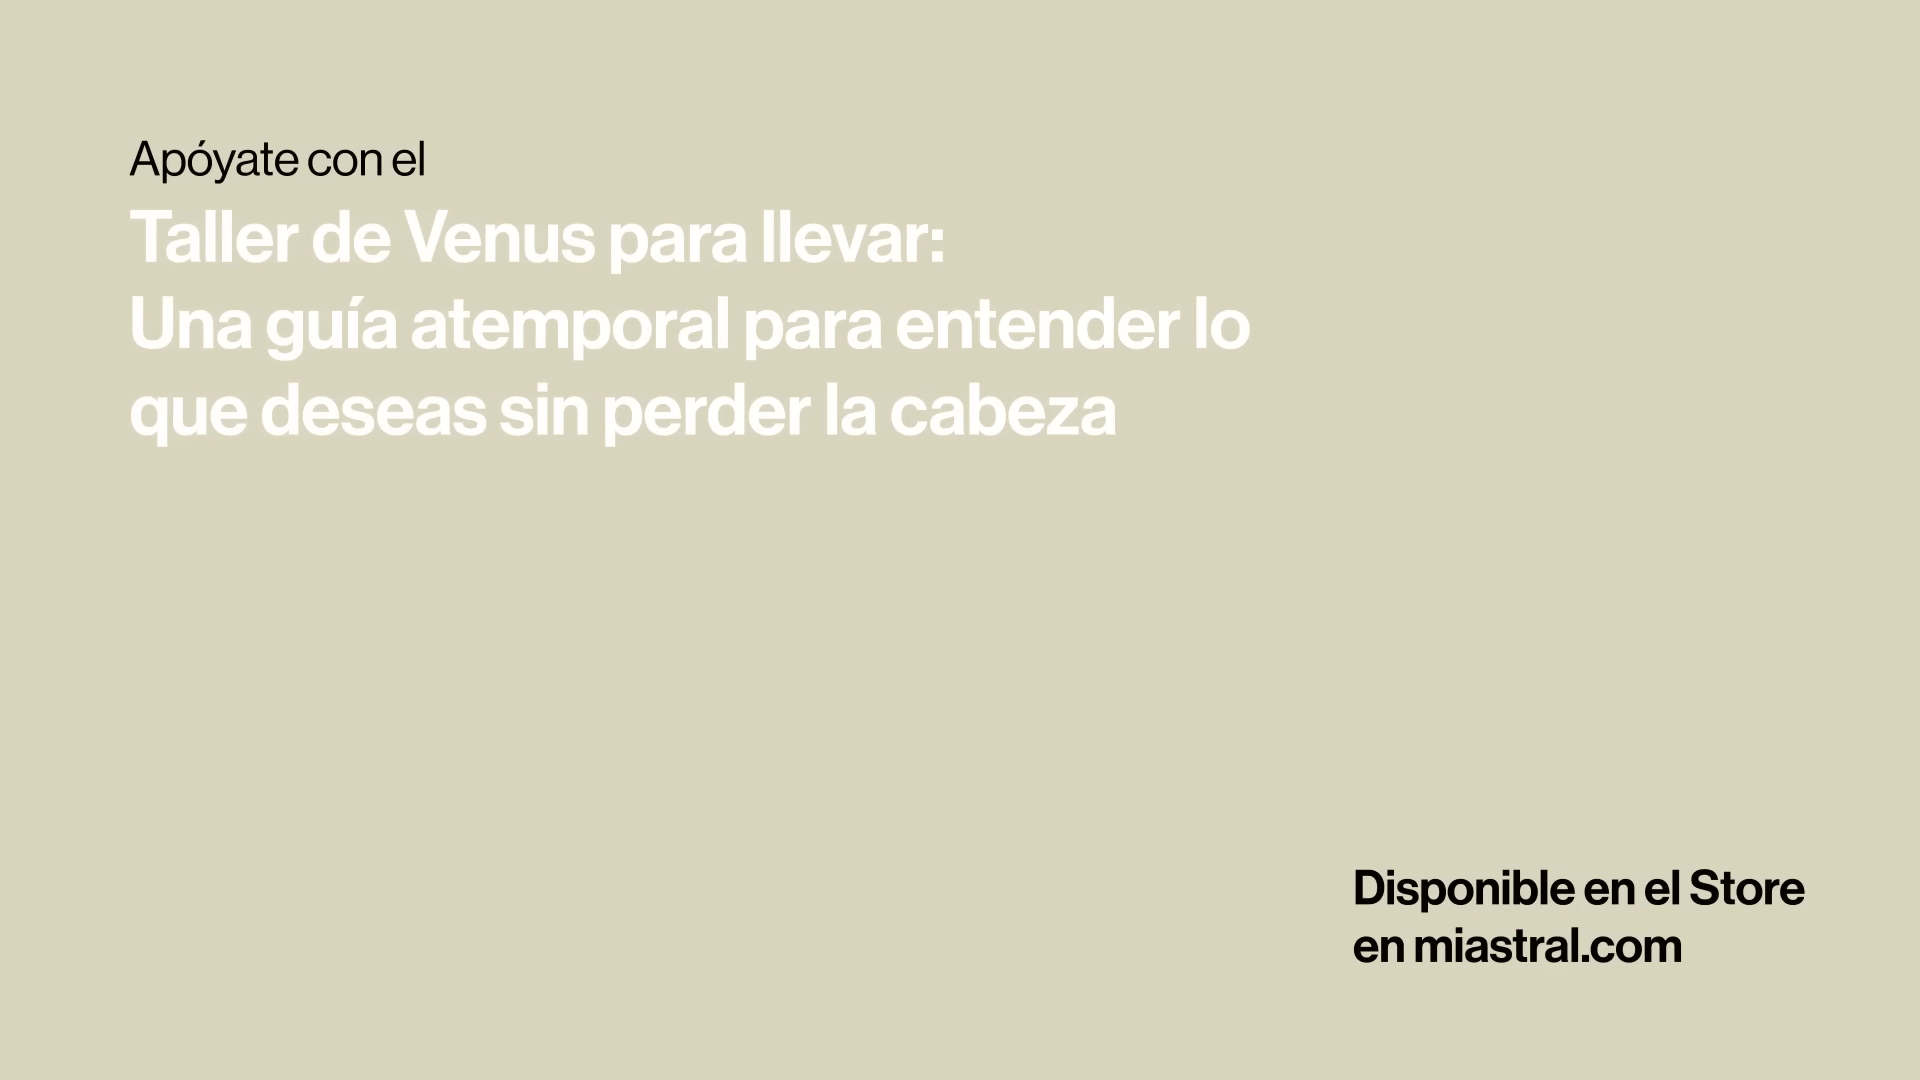 Apóyate con el
Taller de Venus para llevar:
Una guía atemporal para entender lo
que deseas sin perder la cabeza
Disponible en el Store
en miastral.com